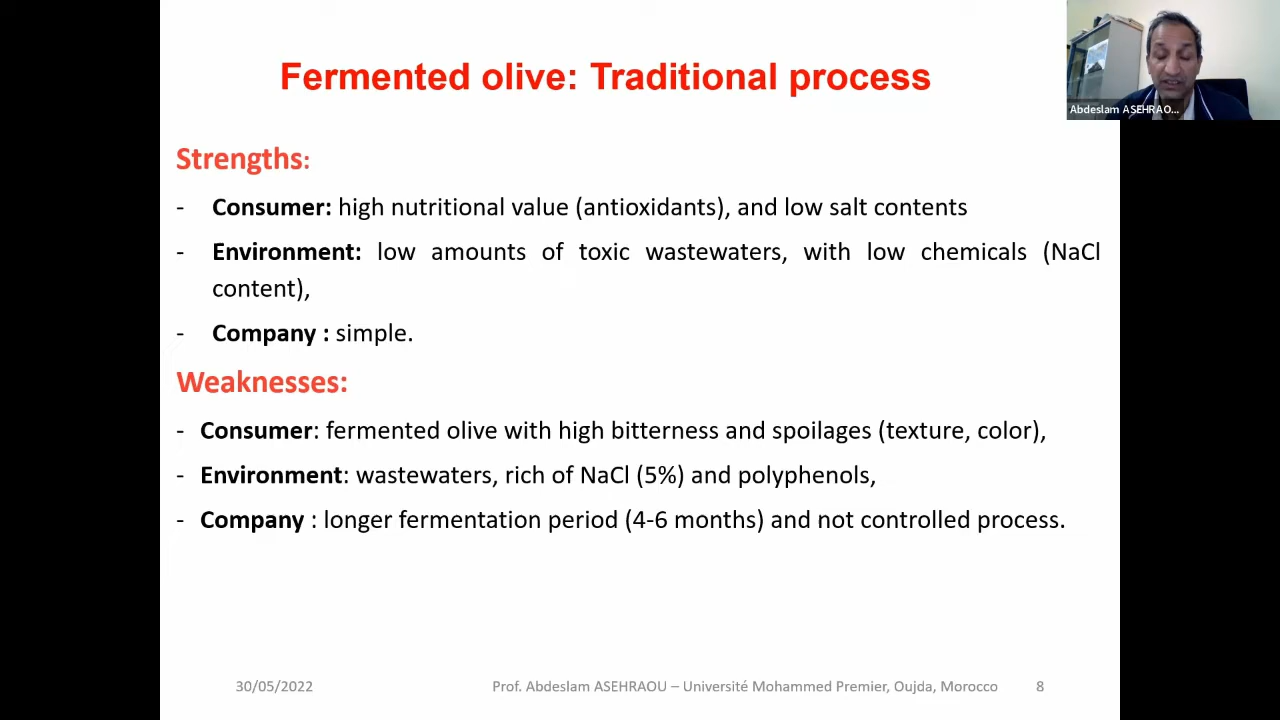 Fermented olive: Traditional process
Abdeslam ASEHRAO...
Strengths:
- Consumer: high nutritional value (antioxidants), and low salt contents
- Environment: low amounts of toxic wastewaters, with low chemicals (NaCl
content),
- Company : simple.
Weaknesses:
- Consumer: fermented olive with high bitterness and spoilages (texture, color),
- Environment: wastewaters, rich of NaCl (5%) and polyphenols,
- Company : longer fermentation period (4-6 months) and not controlled process.
30/05/2022 Prof. Abdeslam ASEHRAOU – Université Mohammed Premier, Oujda, Morocco 8